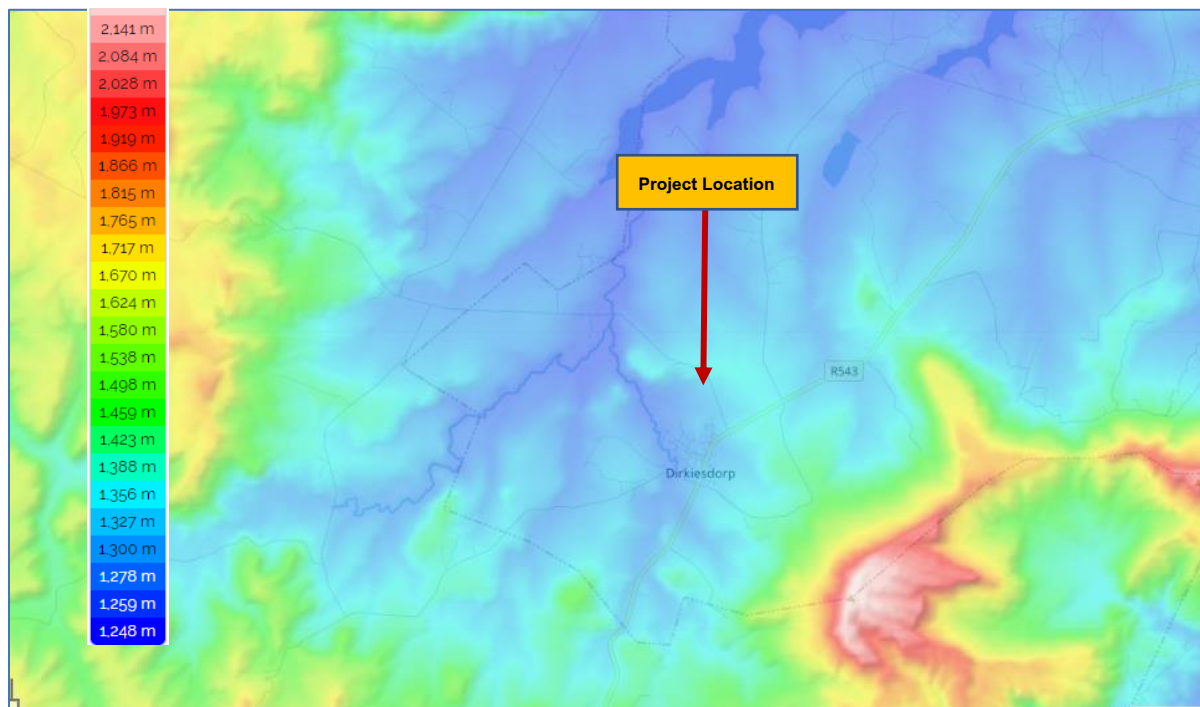 2,141 m
2,084 m
2,028 m
1,973 m
1,919 m
1,866 m
1,815 m
1,765 m
1,717 m
1,670 m
1,624 m
1,580 m
1,538 m
1,498 m
1,459 m
1,423 m
1,388 m
1,356 m
1,327 m
1,300 m
1,278 m
1,259 m
1,248 m
Project Location
R543
Dirkiesdorp